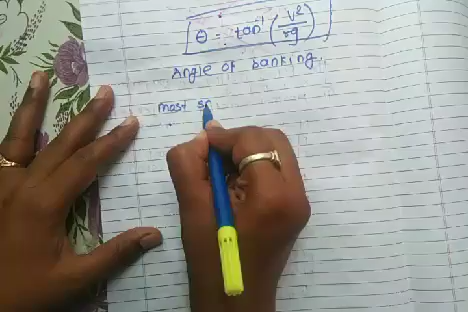 θ = tan⁻¹ (v²/rg)
Angle of banking.
most